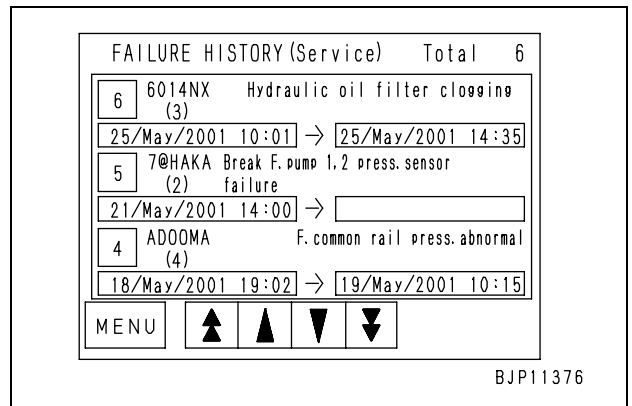 FAILURE HISTORY(Service) Total 6
6 6014NX Hydraulic oil filter clogging
(3)
25/May/2001 10:01 → 25/May/2001 14:35
5 7@HAKA Break F.pump 1,2 press.sensor
(2) failure
21/May/2001 14:00 →
4 ADOOMA F.common rail press.abnormal
(4)
18/May/2001 19:02 → 19/May/2001 10:15
MENU
BJP11376